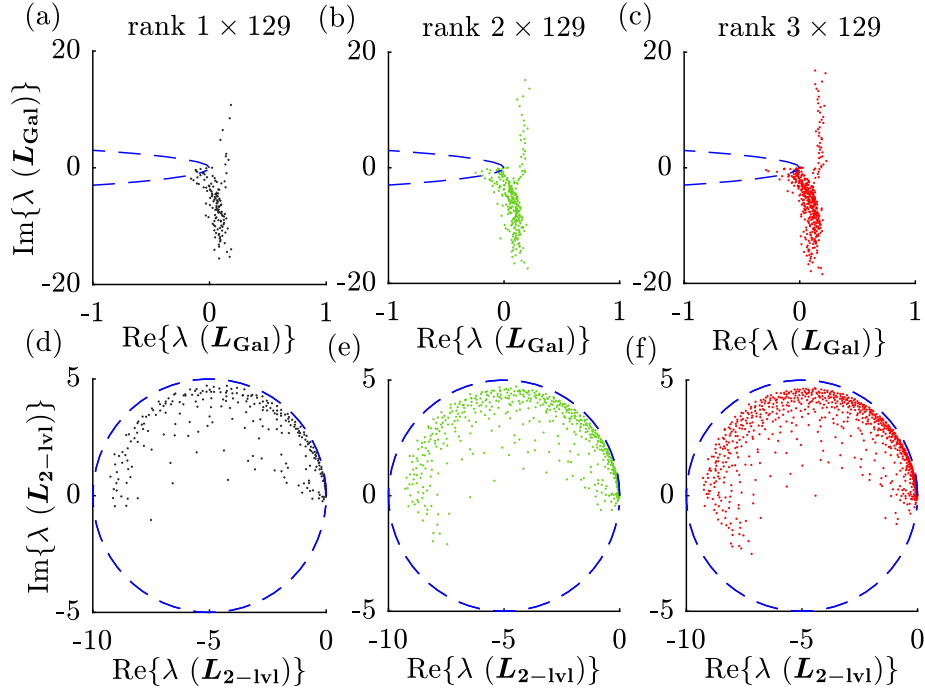 (a) rank 1 × 129
(b) rank 2 × 129
(c) rank 3 × 129
Im{λ (L_Gal)}
20
0
-20
-1 0 1
Re{λ (L_Gal)}
20
0
-20
-1 0 1
Re{λ (L_Gal)}
20
0
-20
-1 0 1
Re{λ (L_Gal)}
(d)
(e)
(f)
Im{λ (L_2−lvl)}
5
0
-5
-10 -5 0
Re{λ (L_2−lvl)}
5
0
-5
-10 -5 0
Re{λ (L_2−lvl)}
5
0
-5
-10 -5 0
Re{λ (L_2−lvl)}